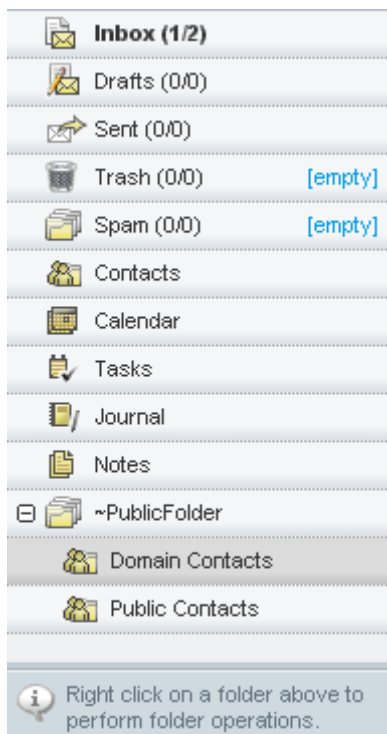 Inbox (1/2)
Drafts (0/0)
Sent (0/0)
Trash (0/0) [empty]
Spam (0/0) [empty]
Contacts
Calendar
Tasks
Journal
Notes
~PublicFolder
Domain Contacts
Public Contacts
Right click on a folder above to
perform folder operations.